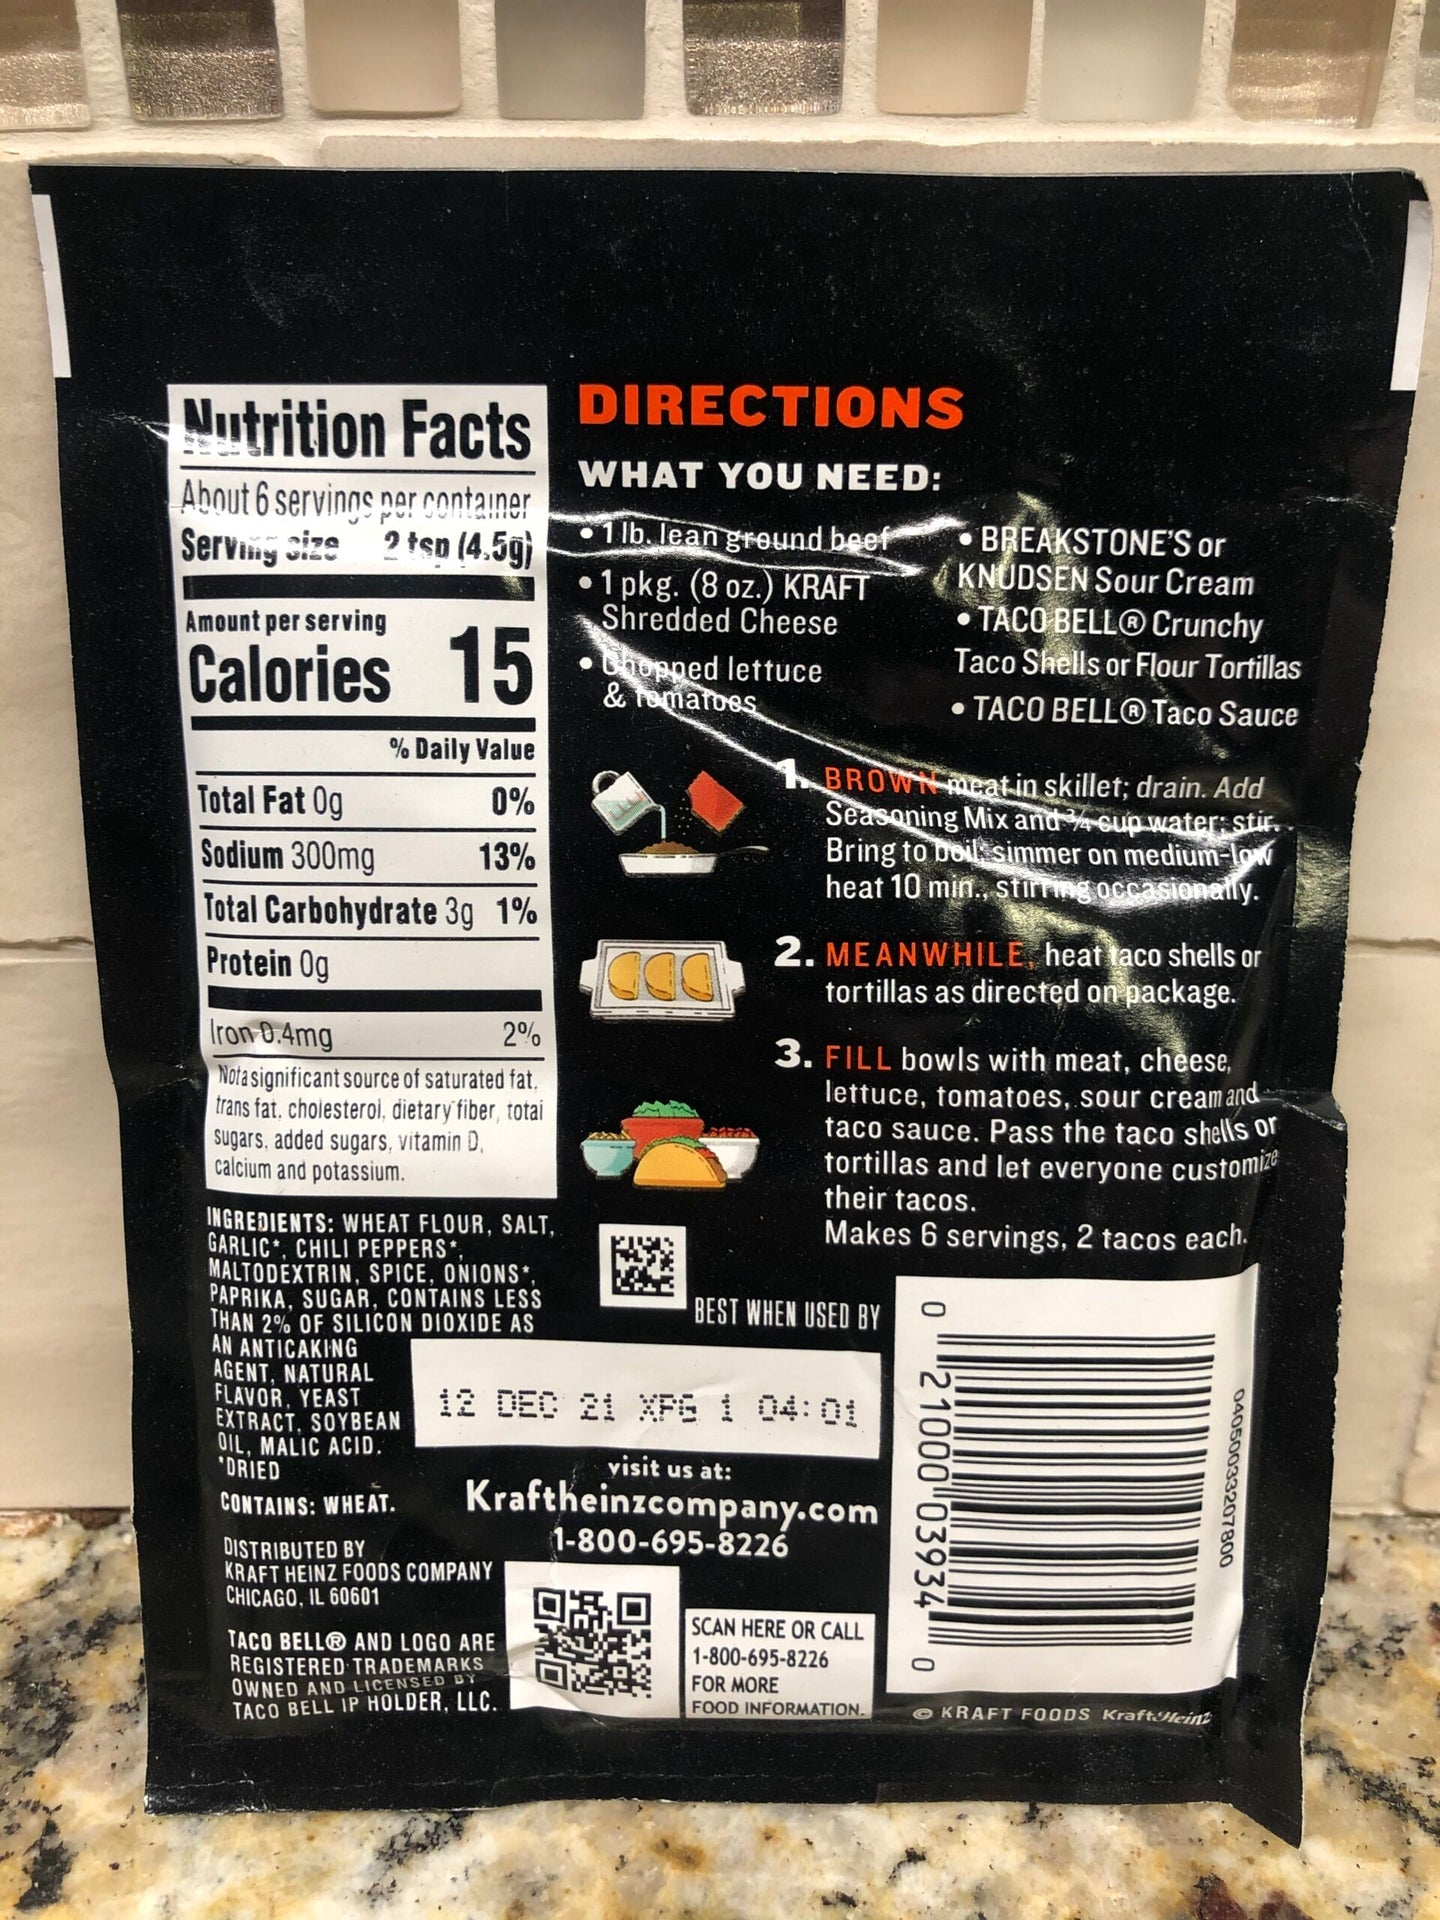 Nutrition Facts
About 6 servings per container
Serving size 2 tsp (4.5g)
Amount per serving
Calories 15
% Daily Value
Total Fat 0g 0%
Sodium 300mg 13%
Total Carbohydrate 3g 1%
Protein 0g
Iron 0.4mg 2%
Not a significant source of saturated fat,
trans fat, cholesterol, dietary fiber, total
sugars, added sugars, vitamin D,
calcium and potassium.
INGREDIENTS: WHEAT FLOUR, SALT,
GARLIC*, CHILI PEPPERS*,
MALTODEXTRIN, SPICE, ONIONS*,
PAPRIKA, SUGAR, CONTAINS LESS
THAN 2% OF SILICON DIOXIDE AS
AN ANTICAKING
AGENT, NATURAL
FLAVOR, YEAST
EXTRACT, SOYBEAN
OIL, MALIC ACID.
*DRIED
CONTAINS: WHEAT.
DISTRIBUTED BY
KRAFT HEINZ FOODS COMPANY
CHICAGO, IL 60601
TACO BELL® AND LOGO ARE
REGISTERED TRADEMARKS
OWNED AND LICENSED BY
TACO BELL IP HOLDER, LLC.
DIRECTIONS
WHAT YOU NEED:
• 1 lb. lean ground beef
• 1 pkg. (8 oz.) KRAFT
Shredded Cheese
• Chopped lettuce
& tomatoes
• BREAKSTONE'S or
KNUDSEN Sour Cream
• TACO BELL® Crunchy
Taco Shells or Flour Tortillas
• TACO BELL® Taco Sauce
1. BROWN meat in skillet; drain. Add
Seasoning Mix and ¾ cup water; stir.
Bring to boil, simmer on medium-low
heat 10 min., stirring occasionally.
2. MEANWHILE, heat taco shells or
tortillas as directed on package.
3. FILL bowls with meat, cheese,
lettuce, tomatoes, sour cream and
taco sauce. Pass the taco shells or
tortillas and let everyone customize
their tacos.
Makes 6 servings, 2 tacos each.
BEST WHEN USED BY
12 DEC 21 XPG 1 04:01
visit us at:
Kraftheinzcompany.com
1-800-695-8226
SCAN HERE OR CALL
1-800-695-8226
FOR MORE
FOOD INFORMATION.
0 21000 03934 0
04050033207800
© KRAFT FOODS KraftHeinz